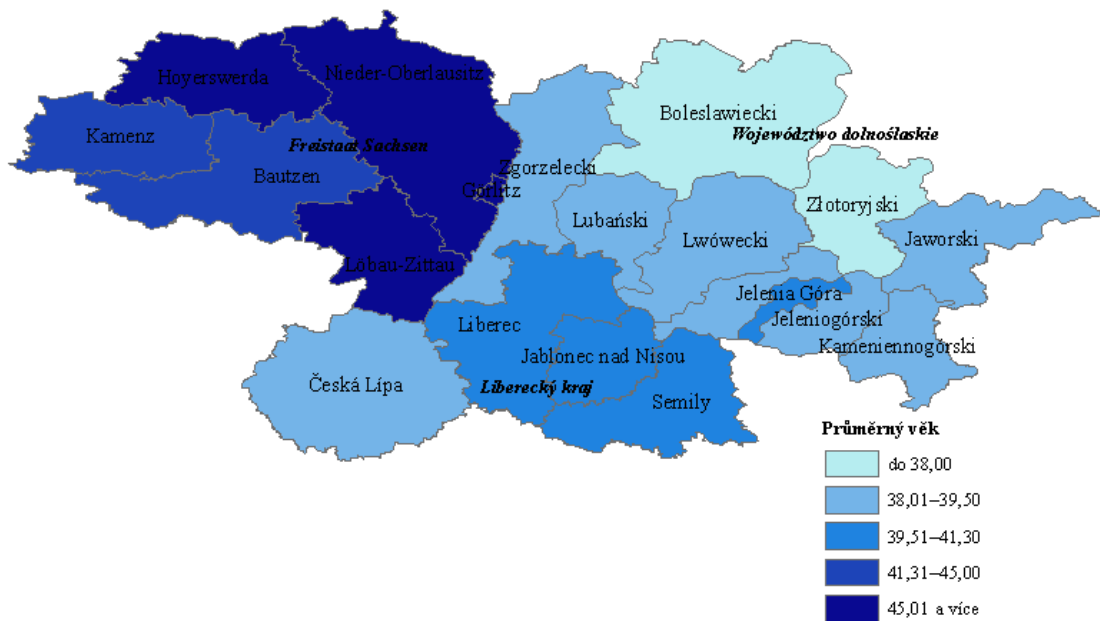 Hoyerswerda
Nieder-Oberlausitz
Kamenz
Freistaat Sachsen
Bautzen
Görlitz
Löbau-Zittau
Boleslawiecki
Województwo dolnoślaskie
Zgorzelecki
Lubański
Lwówecki
Złotoryjski
Jaworski
Jelenia Góra
Jeleniogórski
Kameniennogórski
Liberec
Jablonec nad Nisou
Česká Lípa
Liberecký kraj
Semily
Průměrný věk
do 38,00
38,01–39,50
39,51–41,30
41,31–45,00
45,01 a více